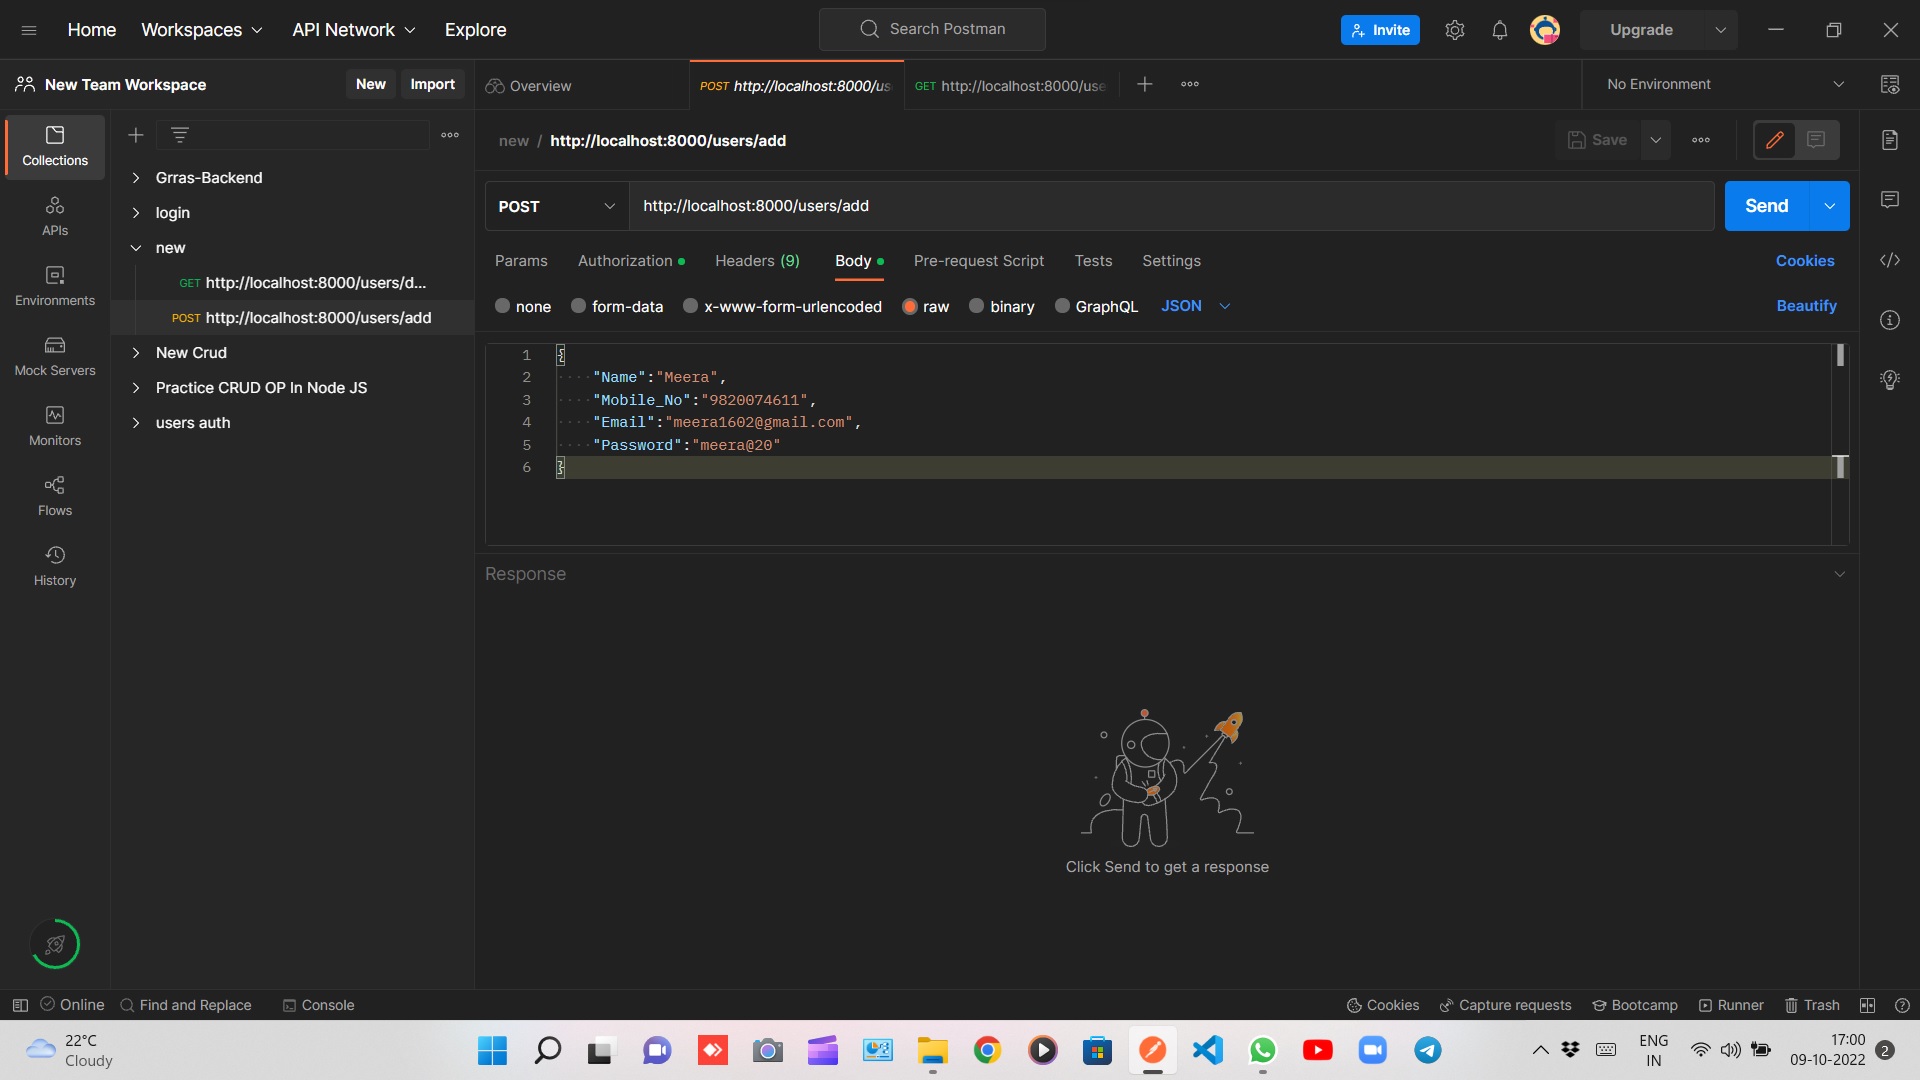 Home Workspaces API Network Explore Search Postman Invite Upgrade
New Team Workspace New Import Overview POST http://localhost:8000/us GET http://localhost:8000/use No Environment
Collections
APIs
Environments
Mock Servers
Monitors
Flows
History
Grras-Backend
login
new
GET http://localhost:8000/users/d...
POST http://localhost:8000/users/add
New Crud
Practice CRUD OP In Node JS
users auth
new / http://localhost:8000/users/add Save
POST http://localhost:8000/users/add Send
Params Authorization Headers (9) Body Pre-request Script Tests Settings Cookies
none form-data x-www-form-urlencoded raw binary GraphQL JSON Beautify
1 {
2 ····"Name":"Meera",
3 ····"Mobile_No":"9820074611",
4 ····"Email":"meera1602@gmail.com",
5 ····"Password":"meera@20"
6 }
Response
Click Send to get a response
Online Find and Replace Console Cookies Capture requests Bootcamp Runner Trash
22°C
Cloudy
ENG
IN
17:00
09-10-2022
2